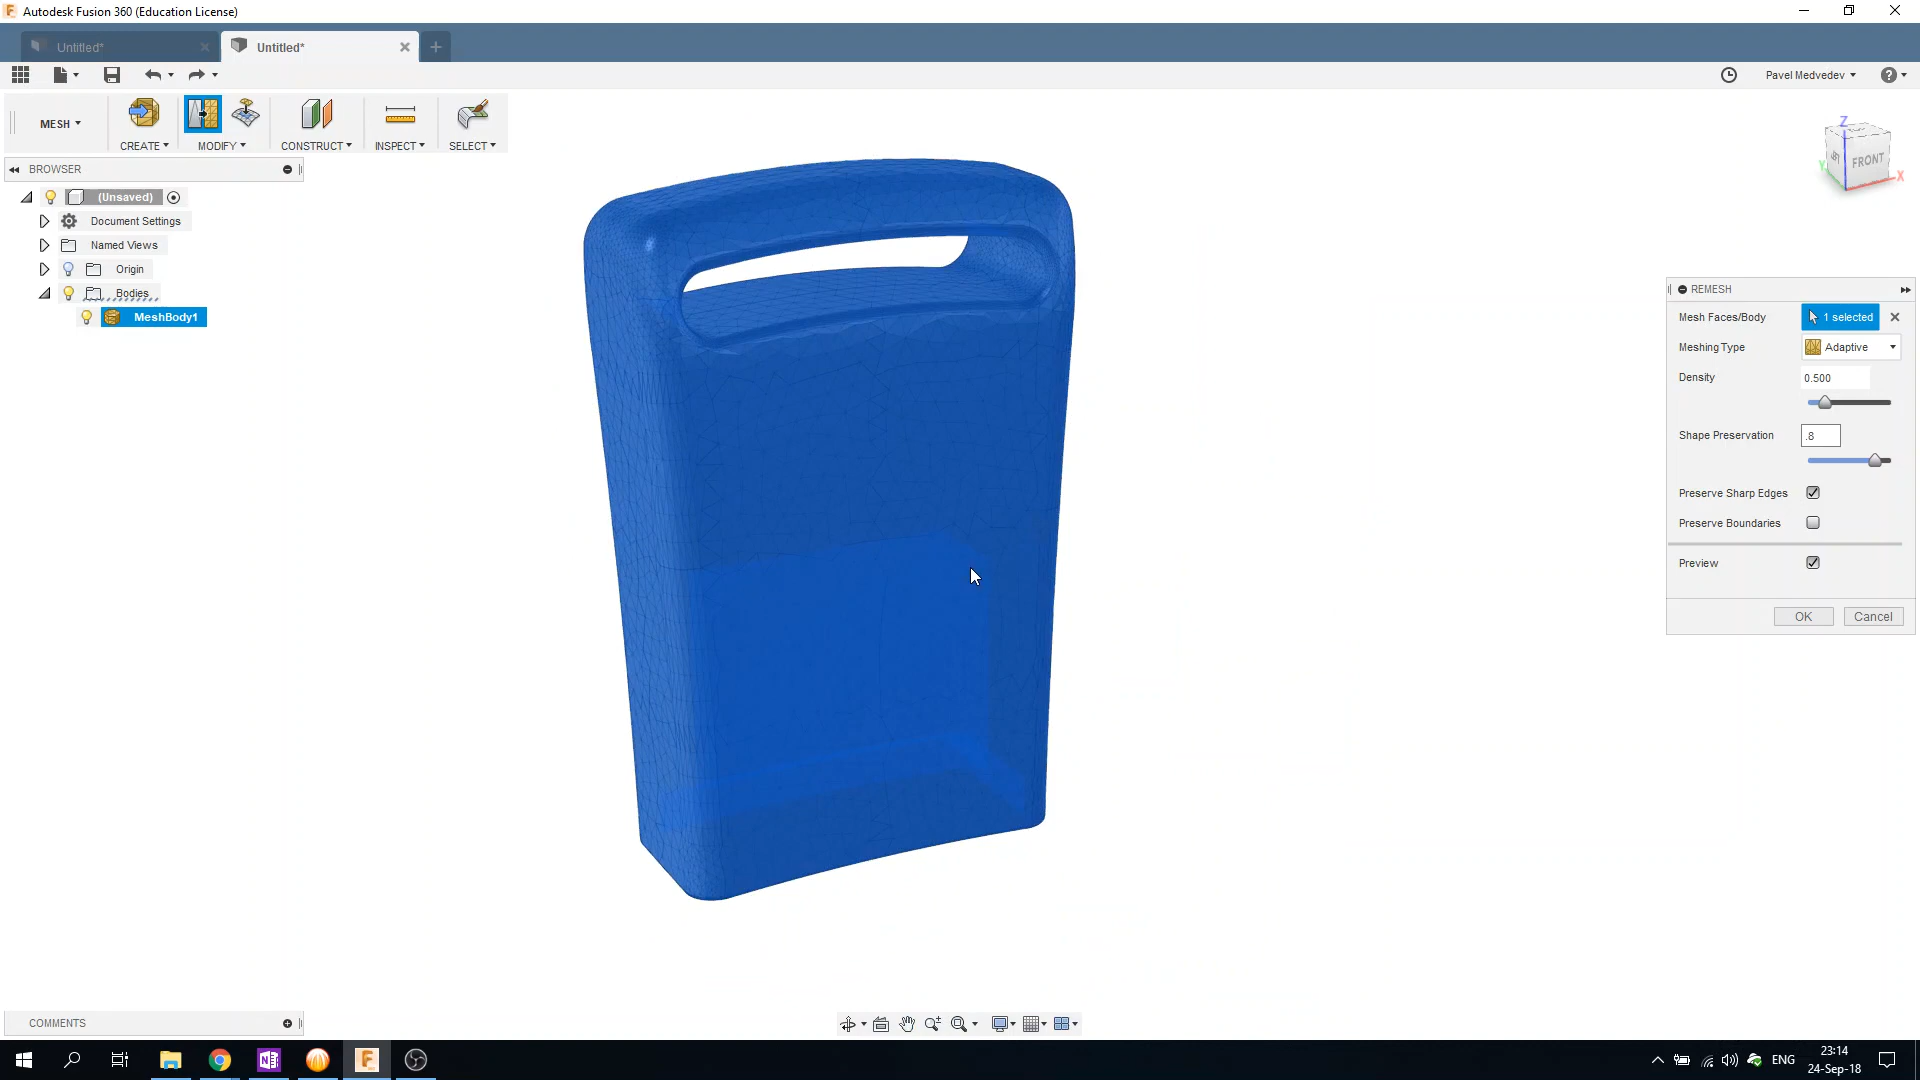 Autodesk Fusion 360 (Education License)
Untitled*
Untitled*
Pavel Medvedev
MESH
CREATE
MODIFY
CONSTRUCT
INSPECT
SELECT
BROWSER
(Unsaved)
Document Settings
Named Views
Origin
Bodies
MeshBody1
Z
Y
X
FRONT
REMESH
Mesh Faces/Body
1 selected
Meshing Type
Adaptive
Density
0.500
Shape Preservation
.8
Preserve Sharp Edges
Preserve Boundaries
Preview
OK
Cancel
COMMENTS
ENG
23:14
24-Sep-18